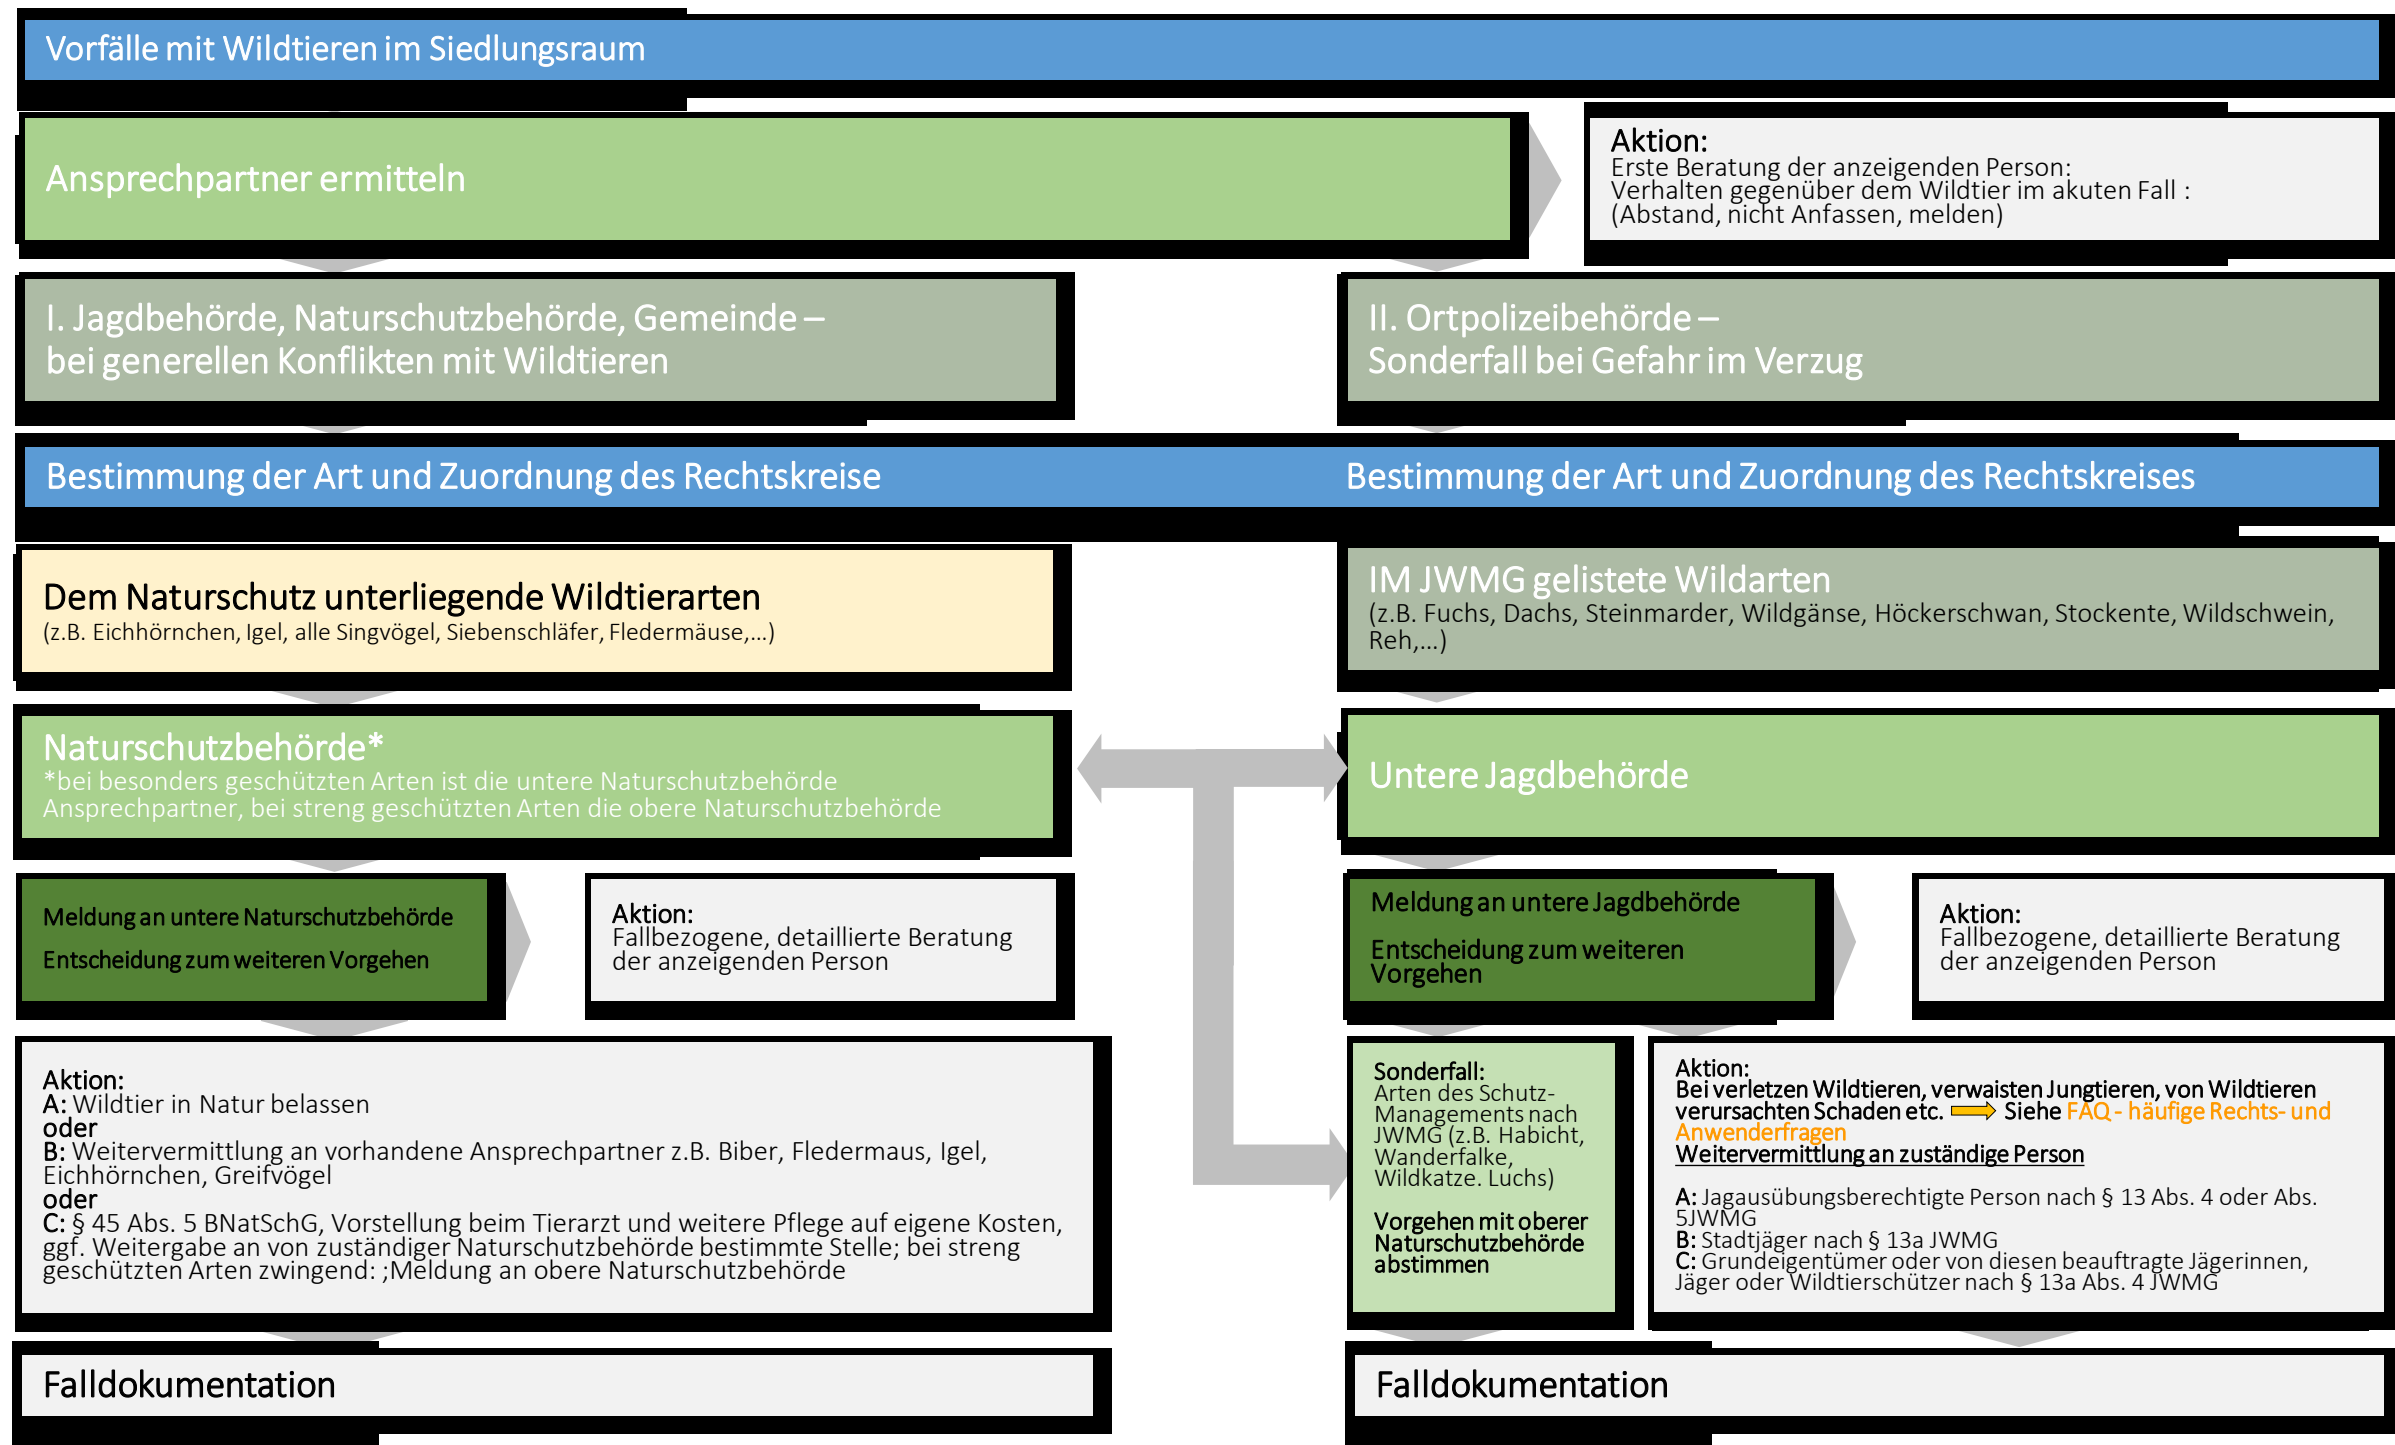 Vorfälle mit Wildtieren im Siedlungsraum
Ansprechpartner ermitteln
Aktion:
Erste Beratung der anzeigenden Person:
Verhalten gegenüber dem Wildtier im akuten Fall :
(Abstand, nicht Anfassen, melden)
I. Jagdbehörde, Naturschutzbehörde, Gemeinde –
bei generellen Konflikten mit Wildtieren
II. Ortpolizeibehörde –
Sonderfall bei Gefahr im Verzug
Bestimmung der Art und Zuordnung des Rechtskreise
Bestimmung der Art und Zuordnung des Rechtskreises
Dem Naturschutz unterliegende Wildtierarten
(z.B. Eichhörnchen, Igel, alle Singvögel, Siebenschläfer, Fledermäuse,...)
IM JWMG gelistete Wildarten
(z.B. Fuchs, Dachs, Steinmarder, Wildgänse, Höckerschwan, Stockente, Wildschwein,
Reh,...)
Naturschutzbehörde*
*bei besonders geschützten Arten ist die untere Naturschutzbehörde
Ansprechpartner, bei streng geschützten Arten die obere Naturschutzbehörde
Untere Jagdbehörde
Meldung an untere Naturschutzbehörde
Entscheidung zum weiteren Vorgehen
Aktion:
Fallbezogene, detaillierte Beratung
der anzeigenden Person
Meldung an untere Jagdbehörde
Entscheidung zum weiteren
Vorgehen
Aktion:
Fallbezogene, detaillierte Beratung
der anzeigenden Person
Aktion:
A: Wildtier in Natur belassen
oder
B: Weitervermittlung an vorhandene Ansprechpartner z.B. Biber, Fledermaus, Igel,
Eichhörnchen, Greifvögel
oder
C: § 45 Abs. 5 BNatSchG, Vorstellung beim Tierarzt und weitere Pflege auf eigene Kosten,
ggf. Weitergabe an von zuständiger Naturschutzbehörde bestimmte Stelle; bei streng
geschützten Arten zwingend: ;Meldung an obere Naturschutzbehörde
Sonderfall:
Arten des Schutz-
Managements nach
JWMG (z.B. Habicht,
Wanderfalke,
Wildkatze. Luchs)
Vorgehen mit oberer
Naturschutzbehörde
abstimmen
Aktion:
Bei verletzen Wildtieren, verwaisten Jungtieren, von Wildtieren
verursachten Schaden etc. Siehe FAQ - häufige Rechts- und
Anwenderfragen
Weitervermittlung an zuständige Person
A: Jagausübungsberechtigte Person nach § 13 Abs. 4 oder Abs.
5JWMG
B: Stadtjäger nach § 13a JWMG
C: Grundeigentümer oder von diesen beauftragte Jägerinnen,
Jäger oder Wildtierschützer nach § 13a Abs. 4 JWMG
Falldokumentation
Falldokumentation